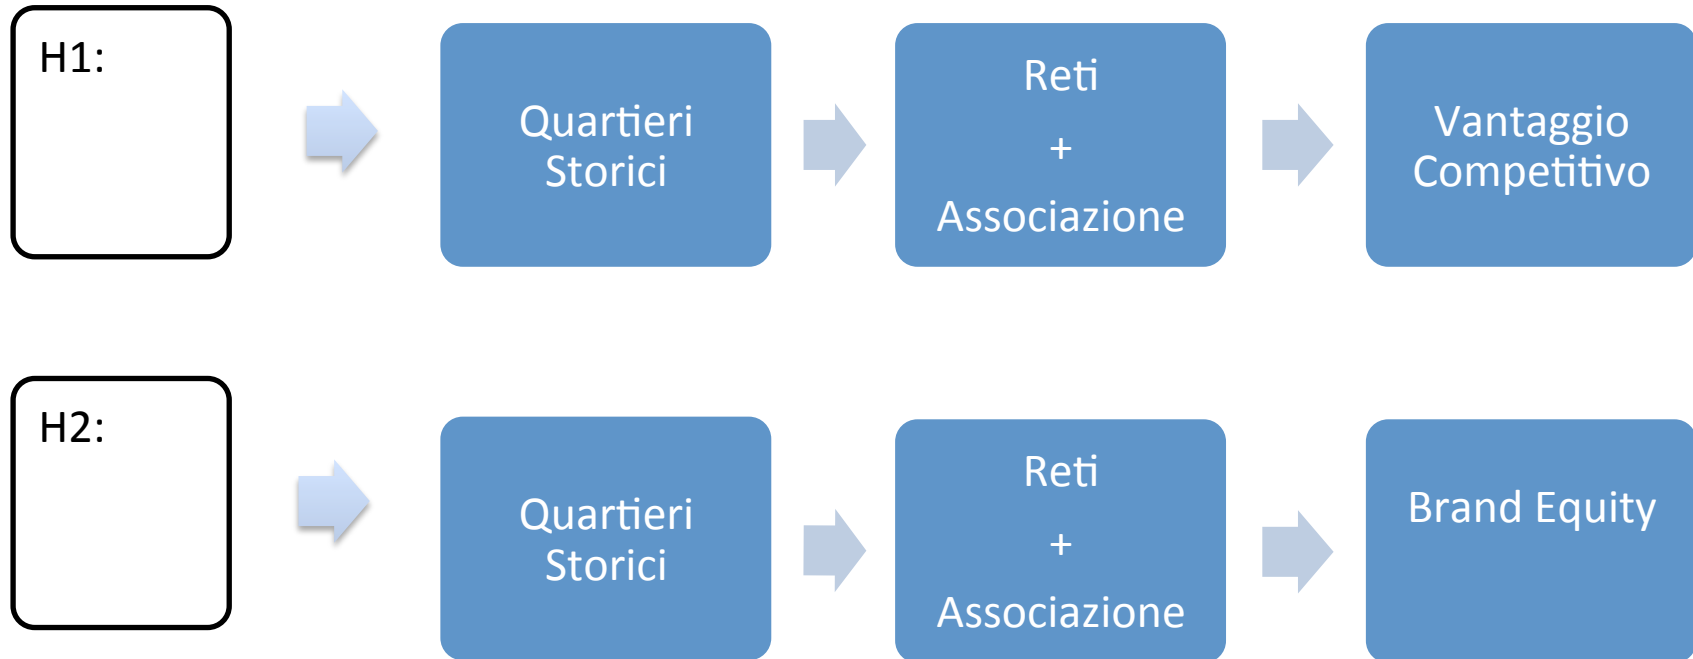 H1:
Quartieri
Storici
Reti
+
Associazione
Vantaggio
Competitivo
H2:
Quartieri
Storici
Reti
+
Associazione
Brand Equity